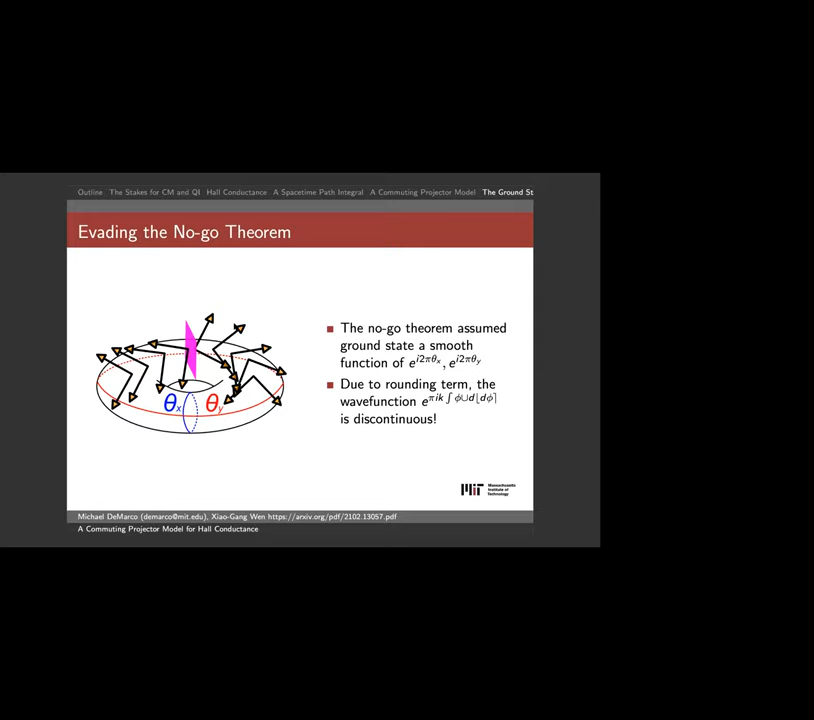 Outline The Stakes for CM and QI Hall Conductance A Spacetime Path Integral A Commuting Projector Model The Ground St
Evading the No-go Theorem
θx θy
■ The no-go theorem assumed
ground state a smooth
function of e^{i2πθ_x}, e^{i2πθ_y}
■ Due to rounding term, the
wavefunction e^{πik ∫ ϕ∪d⌊dϕ⌉}
is discontinuous!
Massachusetts
Institute of
Technology
Michael DeMarco (demarco@mit.edu), Xiao-Gang Wen https://arxiv.org/pdf/2102.13057.pdf
A Commuting Projector Model for Hall Conductance